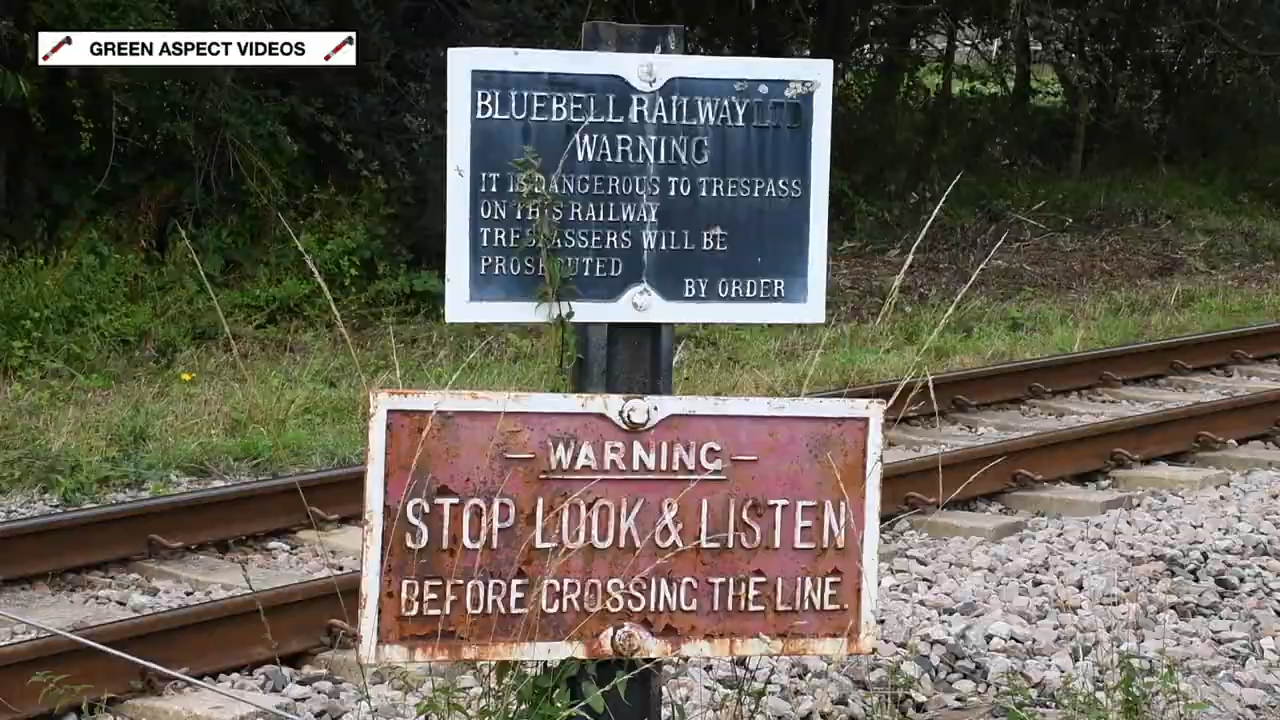 GREEN ASPECT VIDEOS
BLUEBELL RAILWAY LTD
WARNING
IT IS DANGEROUS TO TRESPASS
ON THIS RAILWAY
TRESPASSERS WILL BE
PROSECUTED
BY ORDER
– WARNING –
STOP LOOK & LISTEN
BEFORE CROSSING THE LINE.